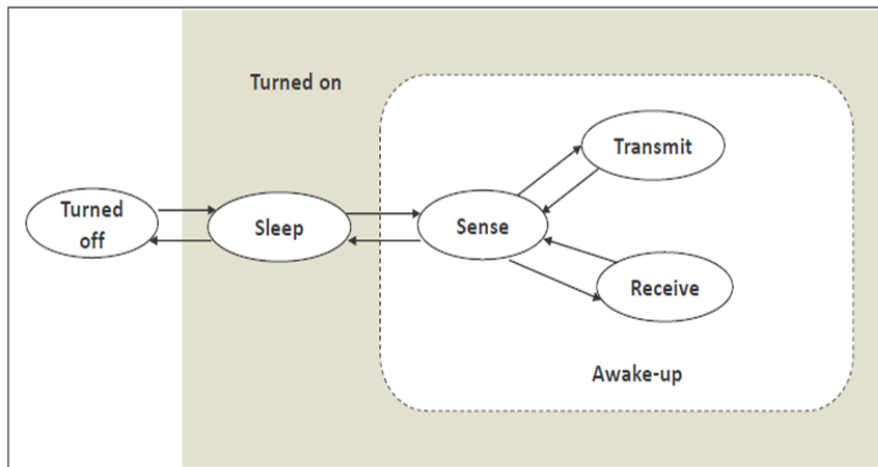 Turned on
Transmit
Turned
off
Sleep
Sense
Receive
Awake-up